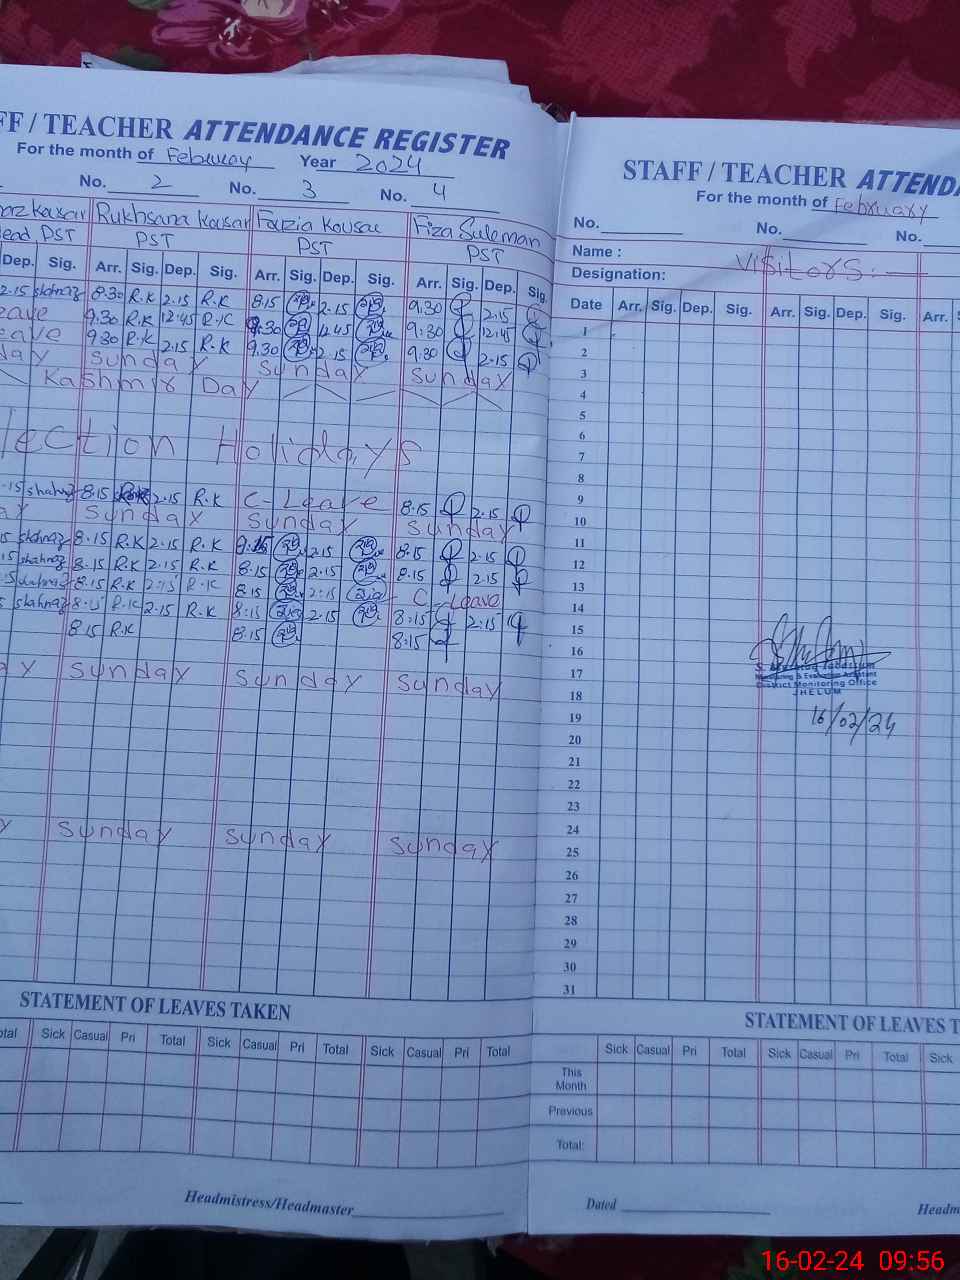 FF / TEACHER ATTENDANCE REGISTER
For the month of February Year 2024
No. 2 No. 3 No. 4
Kausar Rukhsana Kausar Fouzia Kousar Fiza Suleman
ead PST PST PST PST
Dep. Sig. Arr. Sig. Dep. Sig. Arr. Sig. Dep. Sig. Arr. Sig. Dep. Sig.
2.15 shahnaz 8.30 R.K 2.15 R.K 8.15 2.15 9.30 2.15
eave 9.30 R.K 12.45 R.K 9.30 12.45 9.30 12.45
eave 9.30 R.K 2.15 R.K 9.30 2.15 9.30 2.15
day Sunday Sunday Sunday
Kashmir Day
lection Holidays
.15 shahnaz 8.15 2.15 R.K C-Leave 8.15 2.15
ay Sunday Sunday Sunday
15 shahnaz 8.15 R.K 2.15 R.K 2.15 8.15 2.15
.15 shahnaz 8.15 R.K 2.15 R.K 8.15 2.15 8.15 2.15
.15 shahnaz 8.15 R.K 2:15 R.K 8.15 2:15 C-Leave
5 shahnaz 8:15 R.K 2.15 R.K 8:15 2.15 8:15 2:15
8.15 R.K 8.15 8:15
ay Sunday Sunday Sunday
y Sunday Sunday Sunday
STATEMENT OF LEAVES TAKEN
otal Sick Casual Pri Total Sick Casual Pri Total Sick Casual Pri Total
Headmistress/Headmaster
STAFF / TEACHER ATTENDA
For the month of February
No. No. No.
Name : Visitors:
Designation:
Date Arr. Sig. Dep. Sig. Arr. Sig. Dep. Sig. Arr. S
1
2
3
4
5
6
7
8
9
10
11
12
13
14
15
16
17
18
19
20
21
22
23
24
25
26
27
28
29
30
31
Monitoring & Evaluation Assistant
District Monitoring Office
JHELUM
16/02/24
STATEMENT OF LEAVES T
Sick Casual Pri Total Sick Casual Pri Total Sick
This Month
Previous
Total:
Dated Headm
16-02-24 09:56